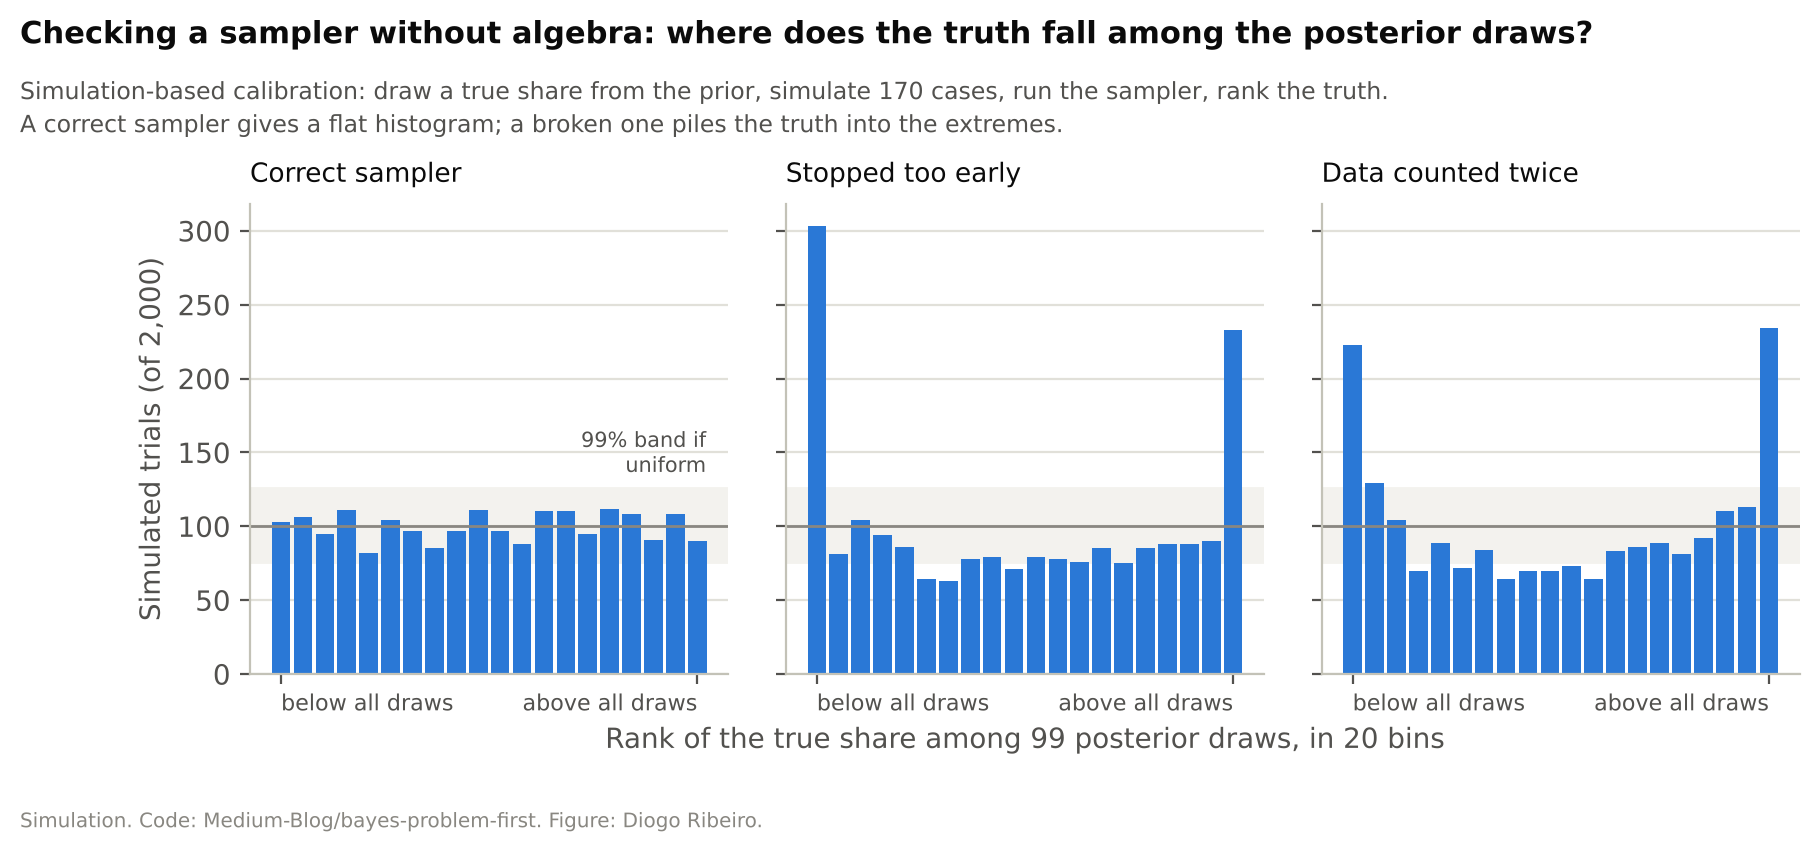 Checking a sampler without algebra: where does the truth fall among the posterior draws?
Simulation-based calibration: draw a true share from the prior, simulate 170 cases, run the sampler, rank the truth.
A correct sampler gives a flat histogram; a broken one piles the truth into the extremes.
Correct sampler
Stopped too early
Data counted twice
Simulated trials (of 2,000)
300
250
200
150
100
50
0
99% band if
uniform
below all draws
above all draws
below all draws
above all draws
below all draws
above all draws
Rank of the true share among 99 posterior draws, in 20 bins
Simulation. Code: Medium-Blog/bayes-problem-first. Figure: Diogo Ribeiro.